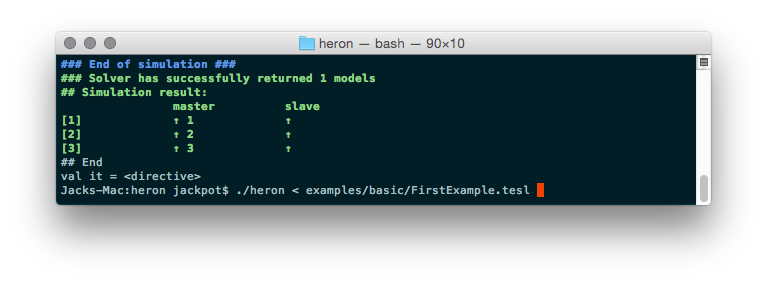 heron — bash — 90×10
### End of simulation ###
### Solver has successfully returned 1 models
## Simulation result:
master slave
[1] ↑ 1 ↑
[2] ↑ 2 ↑
[3] ↑ 3 ↑
## End
val it = <directive>
Jacks-Mac:heron jackpot$ ./heron < examples/basic/FirstExample.tesl